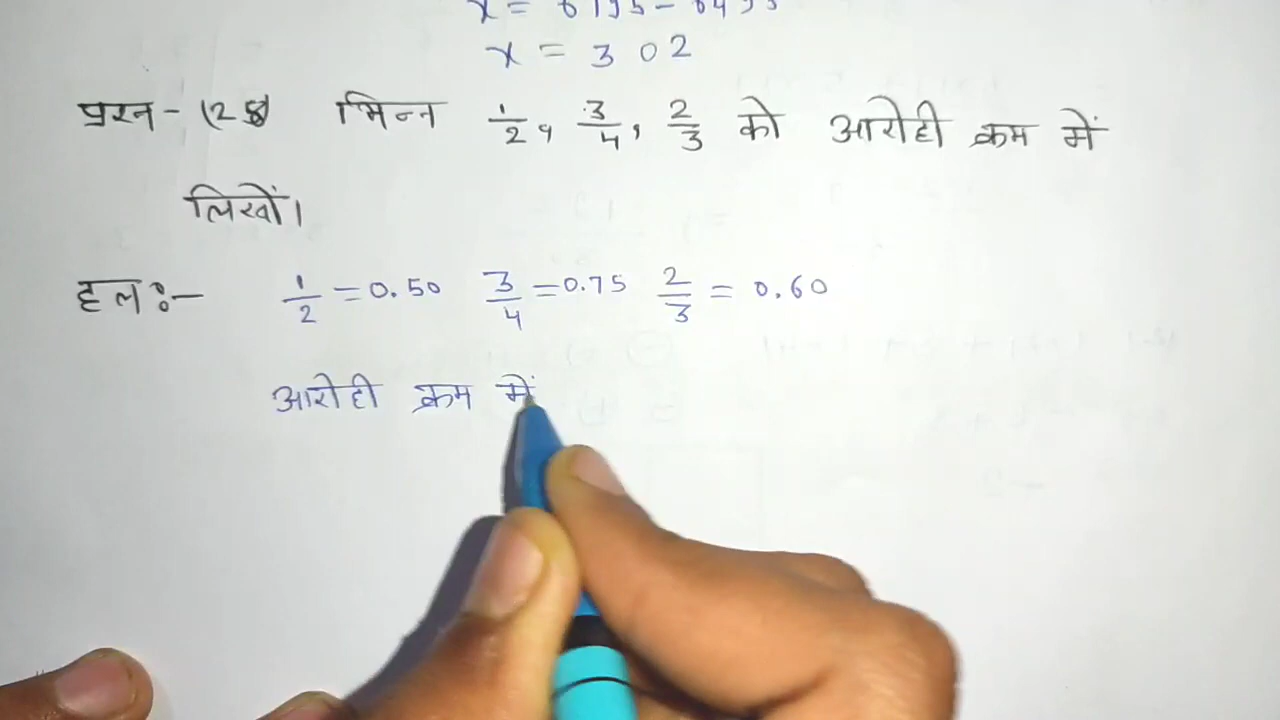 x = 302
प्रश्न - (28) भिन्न 1/2, 3/4, 2/3 को आरोही क्रम में
लिखों।
हल :- 1/2 = 0.50 3/4 = 0.75 2/3 = 0.60
आरोही क्रम में